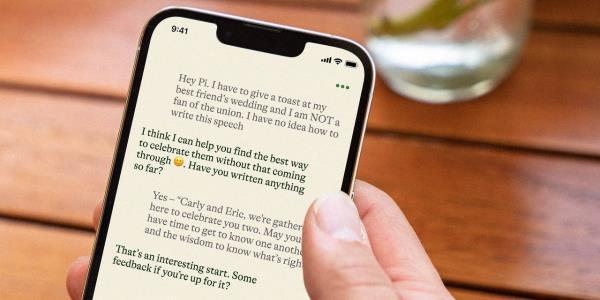 9:41
Hey Pi. I have to give a toast at my
best friend's wedding and I am NOT a
fan of the union. I have no idea how to
write this speech
I think I can help you find the best way
to celebrate them without that coming
through 🙂. Have you written anything
so far?
Yes – "Carly and Eric, we're gather
here to celebrate you two. May you
have time to get to know one anoth
and the wisdom to know what's righ
That's an interesting start. Some
feedback if you're up for it?